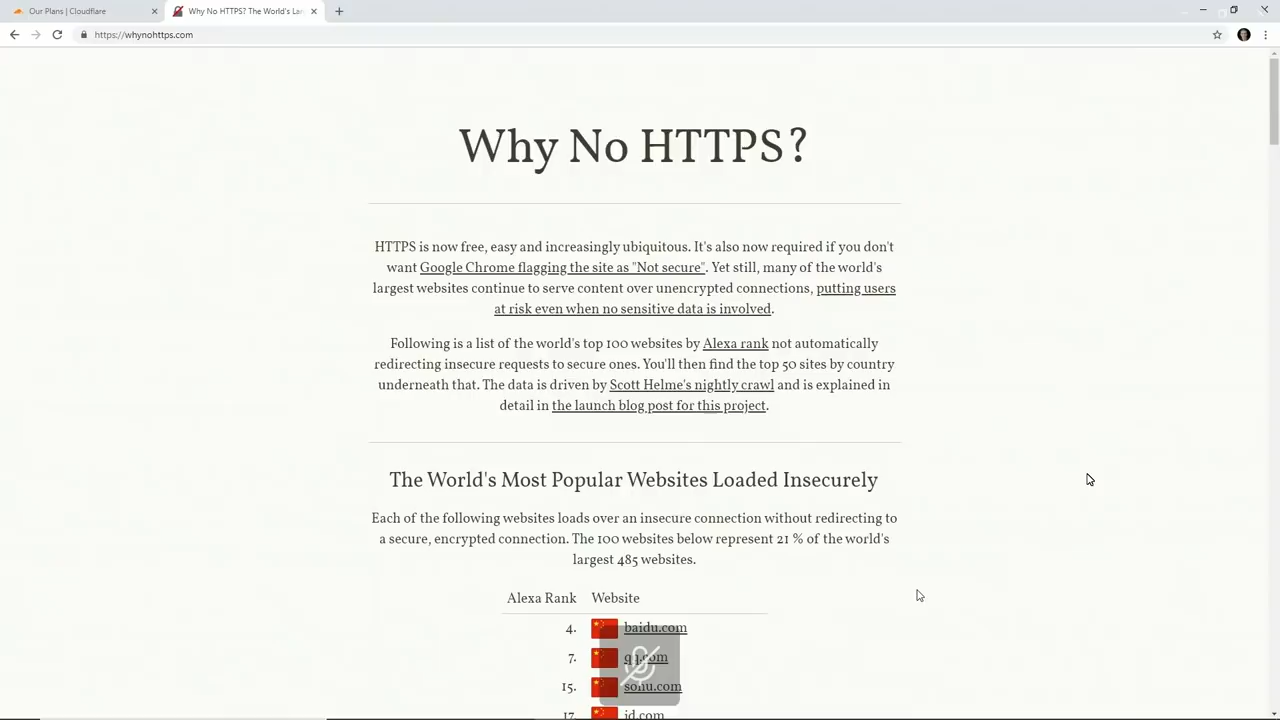 Our Plans | Cloudflare
Why No HTTPS? The World's La
https://whynohttps.com
Why No HTTPS?
HTTPS is now free, easy and increasingly ubiquitous. It's also now required if you don't
want Google Chrome flagging the site as "Not secure". Yet still, many of the world's
largest websites continue to serve content over unencrypted connections, putting users
at risk even when no sensitive data is involved.
Following is a list of the world's top 100 websites by Alexa rank not automatically
redirecting insecure requests to secure ones. You'll then find the top 50 sites by country
underneath that. The data is driven by Scott Helme's nightly crawl and is explained in
detail in the launch blog post for this project.
The World's Most Popular Websites Loaded Insecurely
Each of the following websites loads over an insecure connection without redirecting to
a secure, encrypted connection. The 100 websites below represent 21 % of the world's
largest 485 websites.
Alexa Rank Website
4. baidu.com
7. qq.com
15. sohu.com
17. jd.com